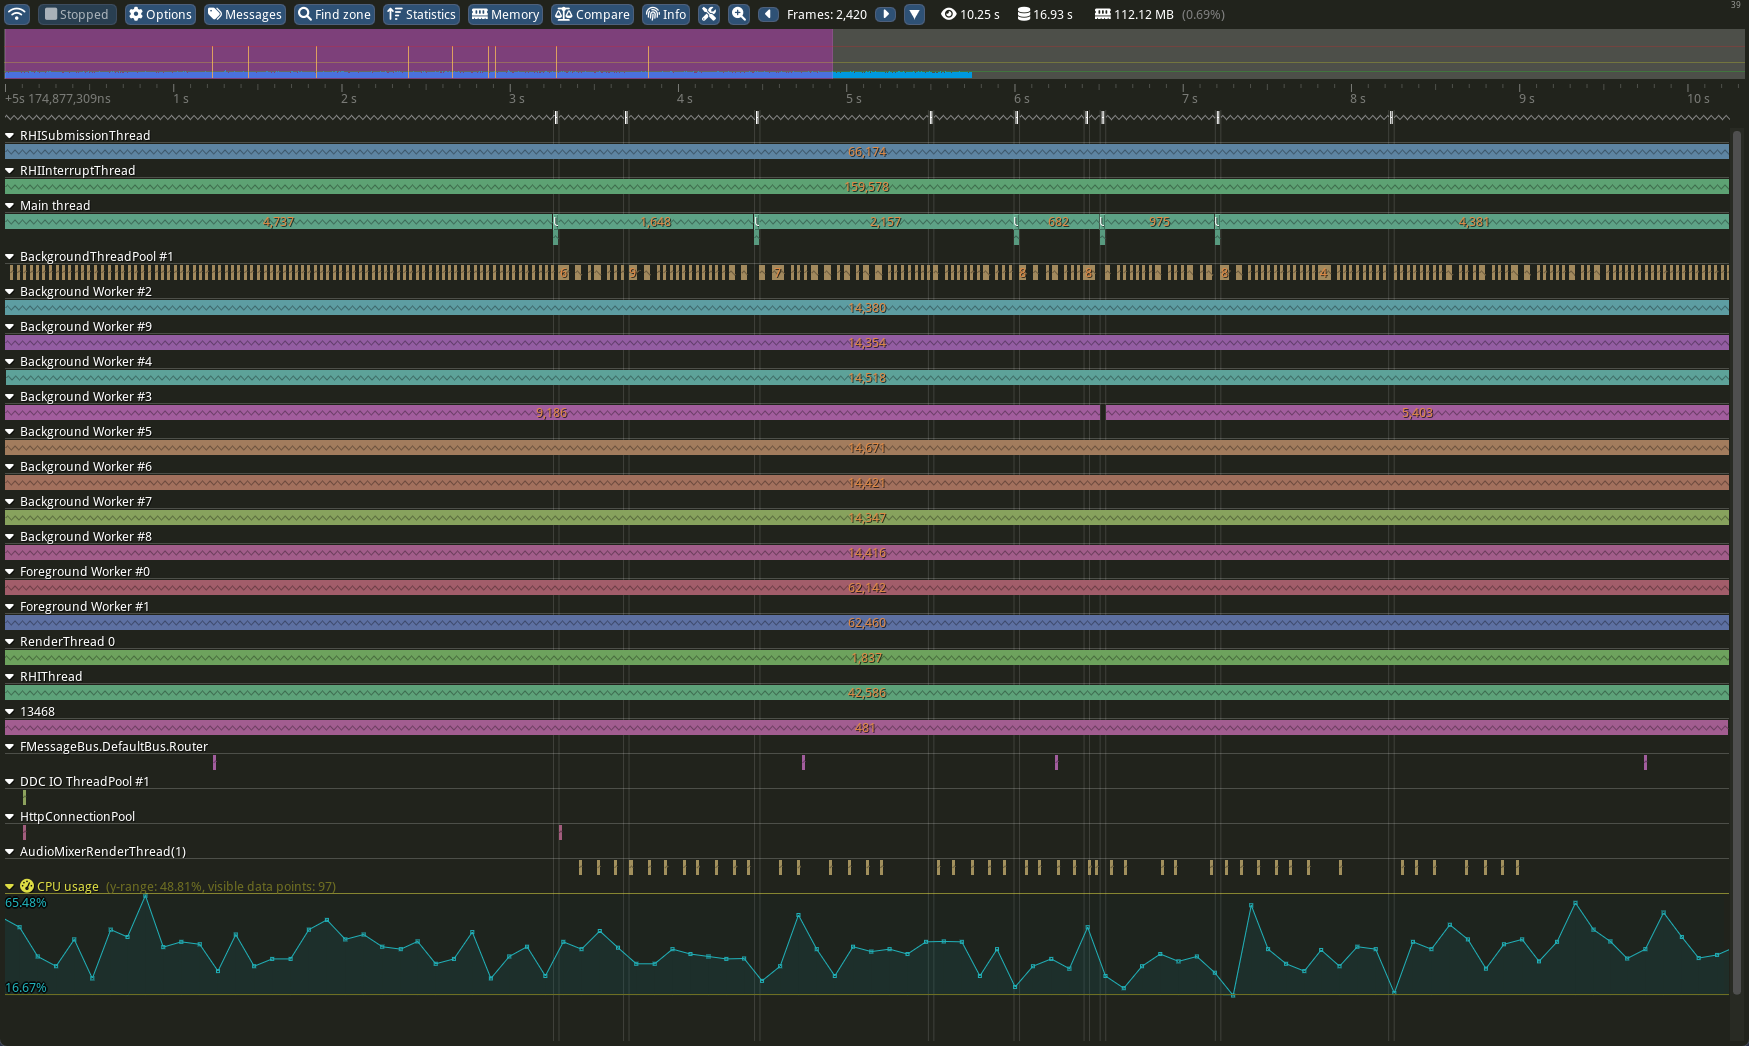 Stopped Options Messages Find zone Statistics Memory Compare Info Frames: 2,420 10.25 s 16.93 s 112.12 MB (0.69%) 39
+5s 174,877,309ns 1 s 2 s 3 s 4 s 5 s 6 s 7 s 8 s 9 s 10 s
RHISubmissionThread
66,174
RHIInterruptThread
159,578
Main thread
4,737 1,648 2,157 682 975 4,381
BackgroundThreadPool #1
6 9 7 2 8 8 4
Background Worker #2
14,380
Background Worker #9
14,354
Background Worker #4
14,518
Background Worker #3
9,186 5,403
Background Worker #5
14,671
Background Worker #6
14,421
Background Worker #7
14,347
Background Worker #8
14,416
Foreground Worker #0
62,142
Foreground Worker #1
62,460
RenderThread 0
1,837
RHIThread
42,586
13468
481
FMessageBus.DefaultBus.Router
DDC IO ThreadPool #1
HttpConnectionPool
AudioMixerRenderThread(1)
CPU usage (y-range: 48.81%, visible data points: 97)
65.48%
16.67%